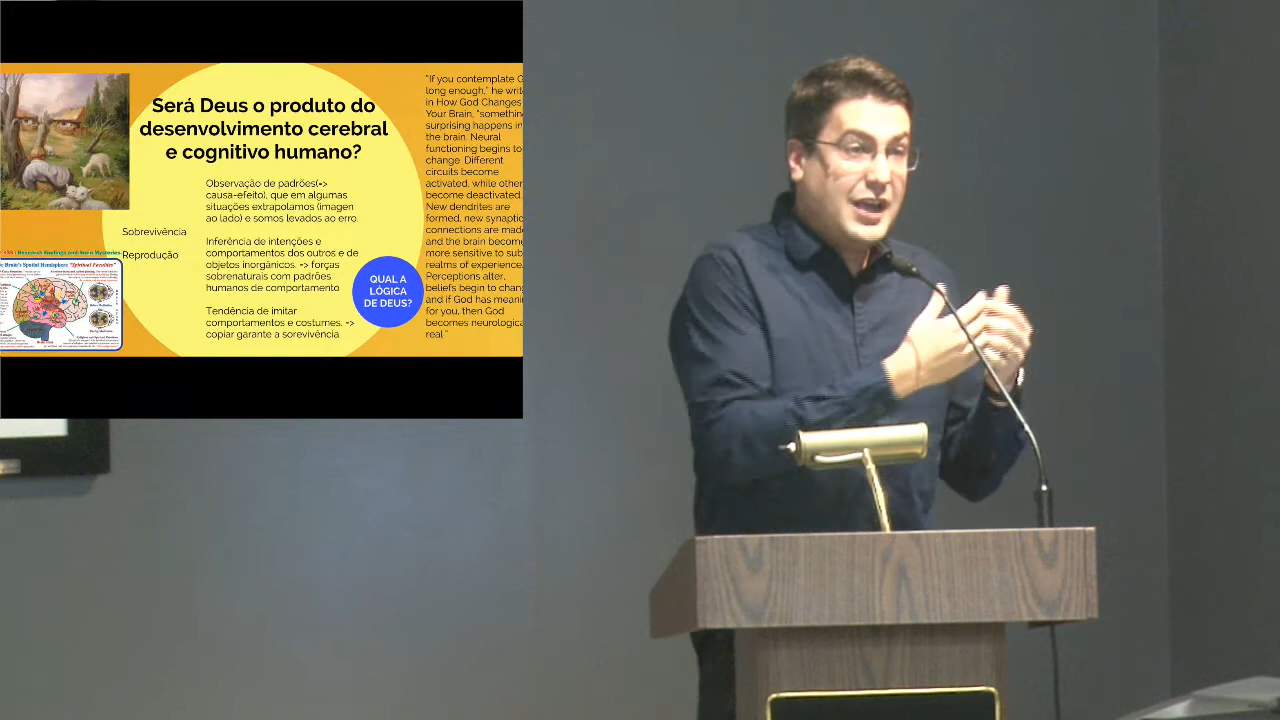 Será Deus o produto do
desenvolvimento cerebral
e cognitivo humano?
Observação de padrões(=>
causa-efeito), que em algumas
situações extrapolamos (imagen
ao lado) e somos levados ao erro.
Sobrevivência
Reprodução
Inferência de intenções e
comportamentos dos outros e de
objetos inorgânicos. => forças
sobrenaturais com padrões
humanos de comportamento
Tendência de imitar
comportamentos e costumes. =>
copiar garante a sorevivência
QUAL A
LÓGICA
DE DEUS?
"If you contemplate G
long enough," he writ
in How God Changes
Your Brain, "somethin
surprising happens in
the brain. Neural
functioning begins to
change. Different
circuits become
activated, while other
become deactivated.
New dendrites are
formed, new synaptic
connections are made
and the brain become
more sensitive to sub
realms of experience.
Perceptions alter,
beliefs begin to chang
and if God has meani
for you, then God
becomes neurologica
real"
Brain's Spatial Hemisphere "Spiritual Faculties"